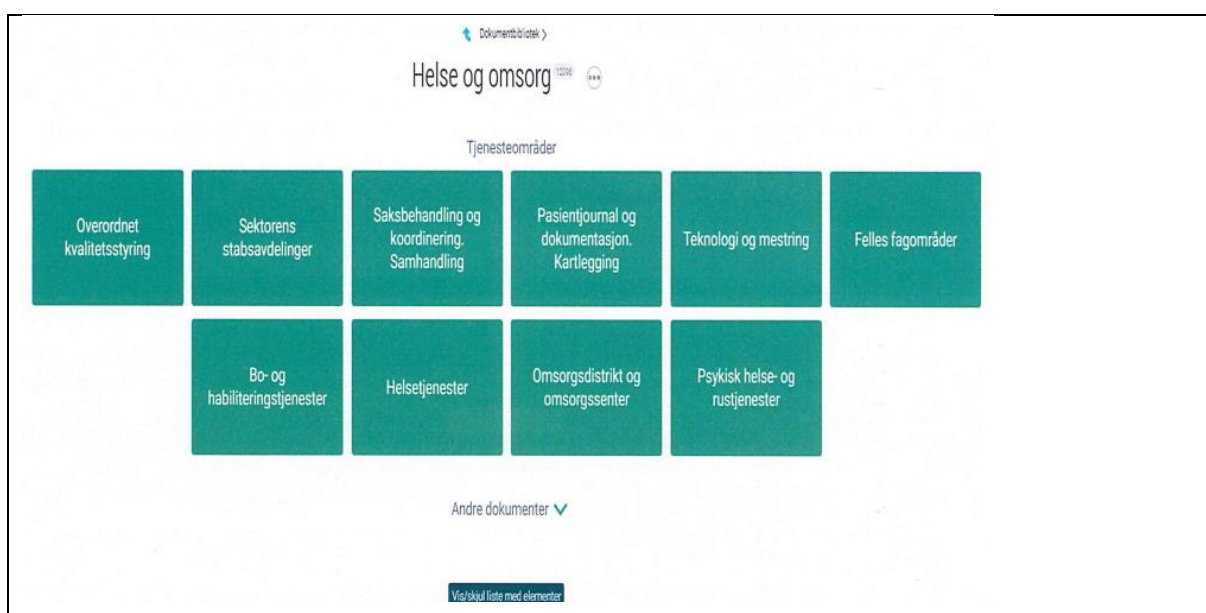 Dokumentbibliotek >
Helse og omsorg
Tjenesteområder
Overordnet
kvalitetsstyring
Sektorens
stabsavdelinger
Saksbehandling og
koordinering.
Samhandling
Pasientjournal og
dokumentasjon.
Kartlegging
Teknologi og mestring
Felles fagområder
Bo- og
habiliteringstjenester
Helsetjenester
Omsorgsdistrikt og
omsorgssenter
Psykisk helse- og
rustjenester
Andre dokumenter
Vis/skjul liste med elementer